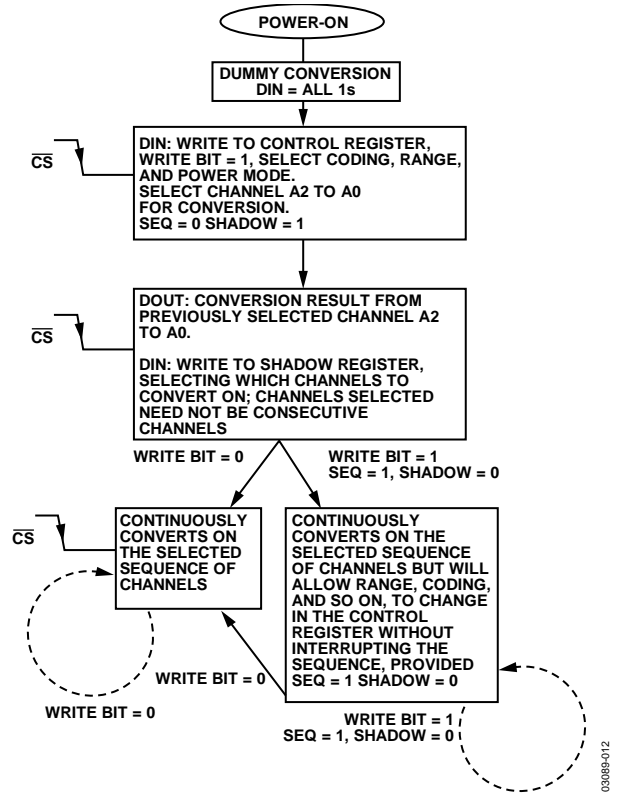 POWER-ON
DUMMY CONVERSION
DIN = ALL 1s
CS
DIN: WRITE TO CONTROL REGISTER,
WRITE BIT = 1, SELECT CODING, RANGE,
AND POWER MODE.
SELECT CHANNEL A2 TO A0
FOR CONVERSION.
SEQ = 0 SHADOW = 1
CS
DOUT: CONVERSION RESULT FROM
PREVIOUSLY SELECTED CHANNEL A2
TO A0.
DIN: WRITE TO SHADOW REGISTER,
SELECTING WHICH CHANNELS TO
CONVERT ON; CHANNELS SELECTED
NEED NOT BE CONSECUTIVE
CHANNELS
WRITE BIT = 0
WRITE BIT = 1
SEQ = 1, SHADOW = 0
CS
CONTINUOUSLY
CONVERTS ON
THE SELECTED
SEQUENCE OF
CHANNELS
CONTINUOUSLY
CONVERTS ON THE
SELECTED SEQUENCE
OF CHANNELS BUT WILL
ALLOW RANGE, CODING,
AND SO ON, TO CHANGE
IN THE CONTROL
REGISTER WITHOUT
INTERRUPTING THE
SEQUENCE, PROVIDED
SEQ = 1 SHADOW = 0
WRITE BIT = 0
WRITE BIT = 0
WRITE BIT = 1
SEQ = 1, SHADOW = 0
03089-012